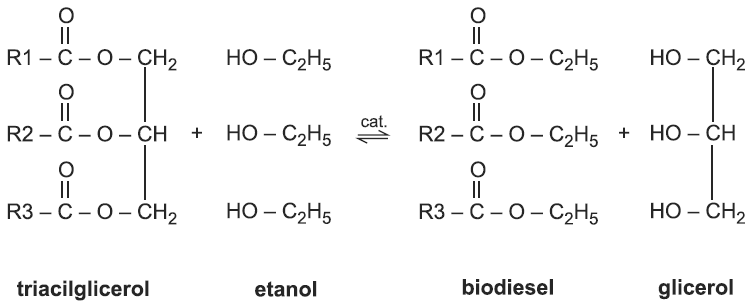 O O
R1 – C – O – CH₂ HO – C₂H₅ R1 – C – O – C₂H₅ HO – CH₂
O O
R2 – C – O – CH + HO – C₂H₅ cat. ⇌ R2 – C – O – C₂H₅ + HO – CH
O O
R3 – C – O – CH₂ HO – C₂H₅ R3 – C – O – C₂H₅ HO – CH₂
triacilglicerol etanol biodiesel glicerol